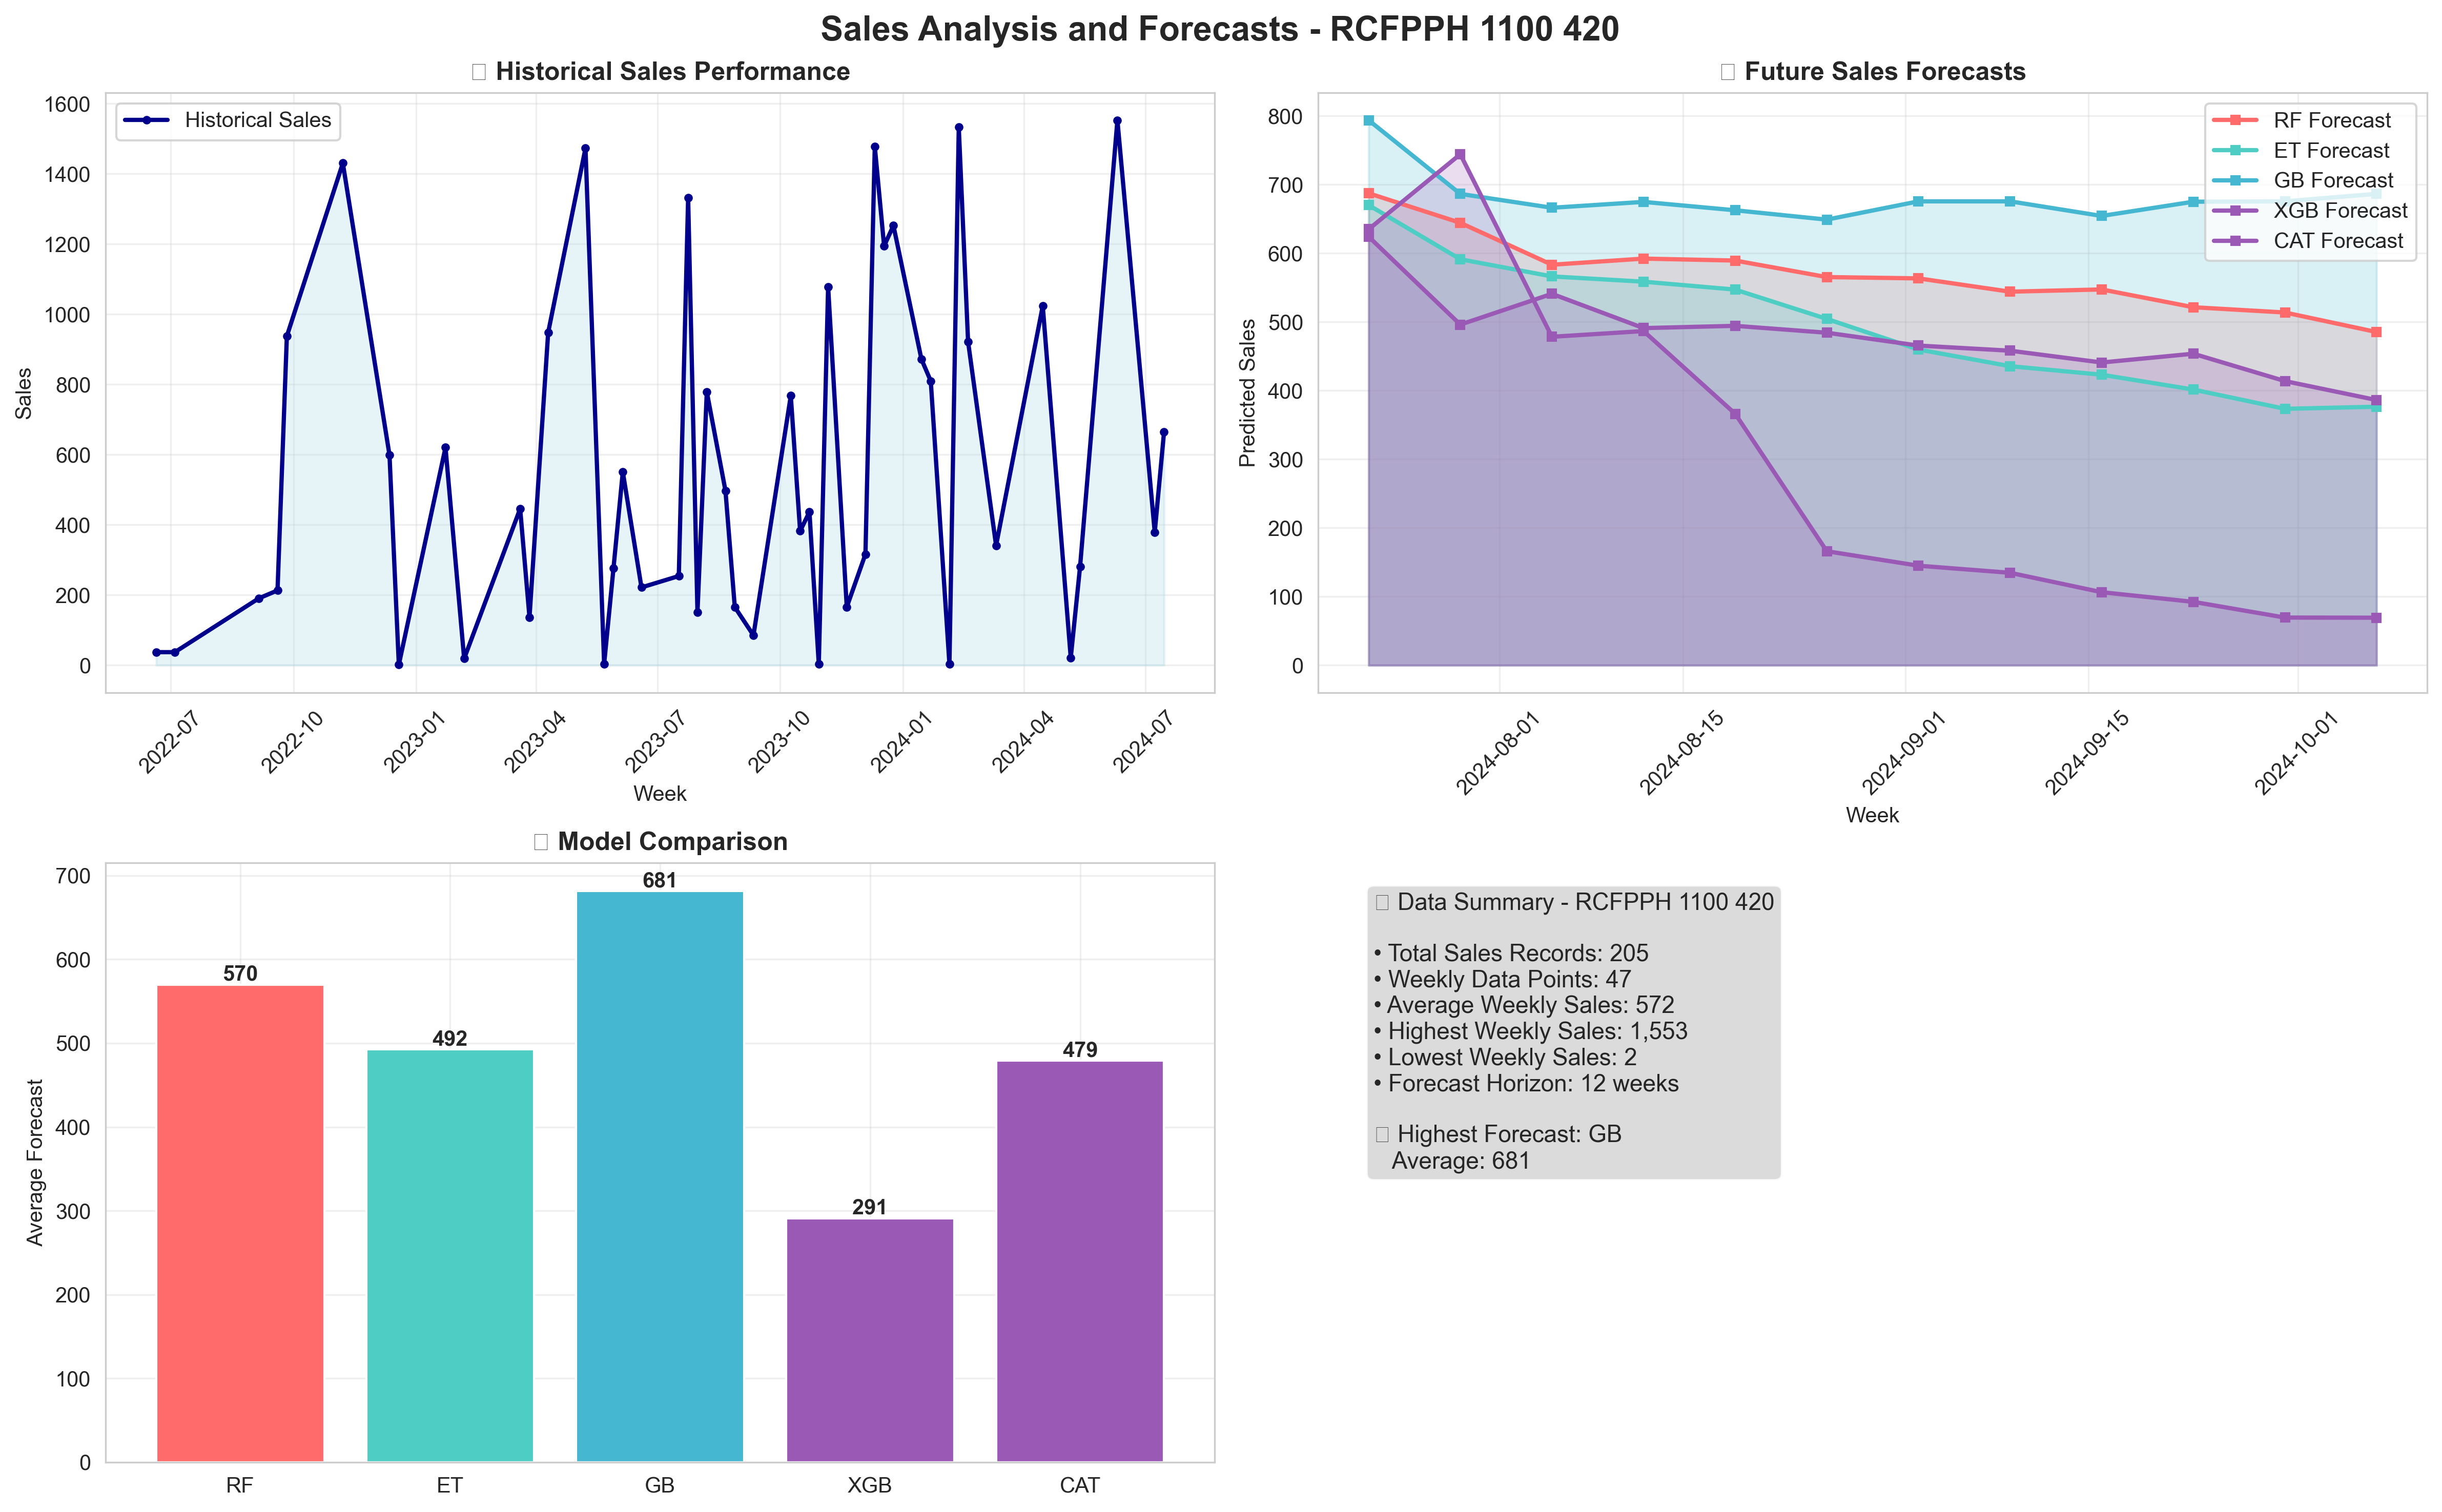 Sales Analysis and Forecasts - RCFPPH 1100 420
Historical Sales Performance
Sales
1600
1400
1200
1000
800
600
400
200
0
Historical Sales
2022-07
2022-10
2023-01
2023-04
2023-07
2023-10
2024-01
2024-04
2024-07
Week
Future Sales Forecasts
Predicted Sales
800
700
600
500
400
300
200
100
0
RF Forecast
ET Forecast
GB Forecast
XGB Forecast
CAT Forecast
2024-08-01
2024-08-15
2024-09-01
2024-09-15
2024-10-01
Week
Model Comparison
Average Forecast
700
600
500
400
300
200
100
0
570
492
681
291
479
RF
ET
GB
XGB
CAT
Data Summary - RCFPPH 1100 420
• Total Sales Records: 205
• Weekly Data Points: 47
• Average Weekly Sales: 572
• Highest Weekly Sales: 1,553
• Lowest Weekly Sales: 2
• Forecast Horizon: 12 weeks
Highest Forecast: GB
Average: 681